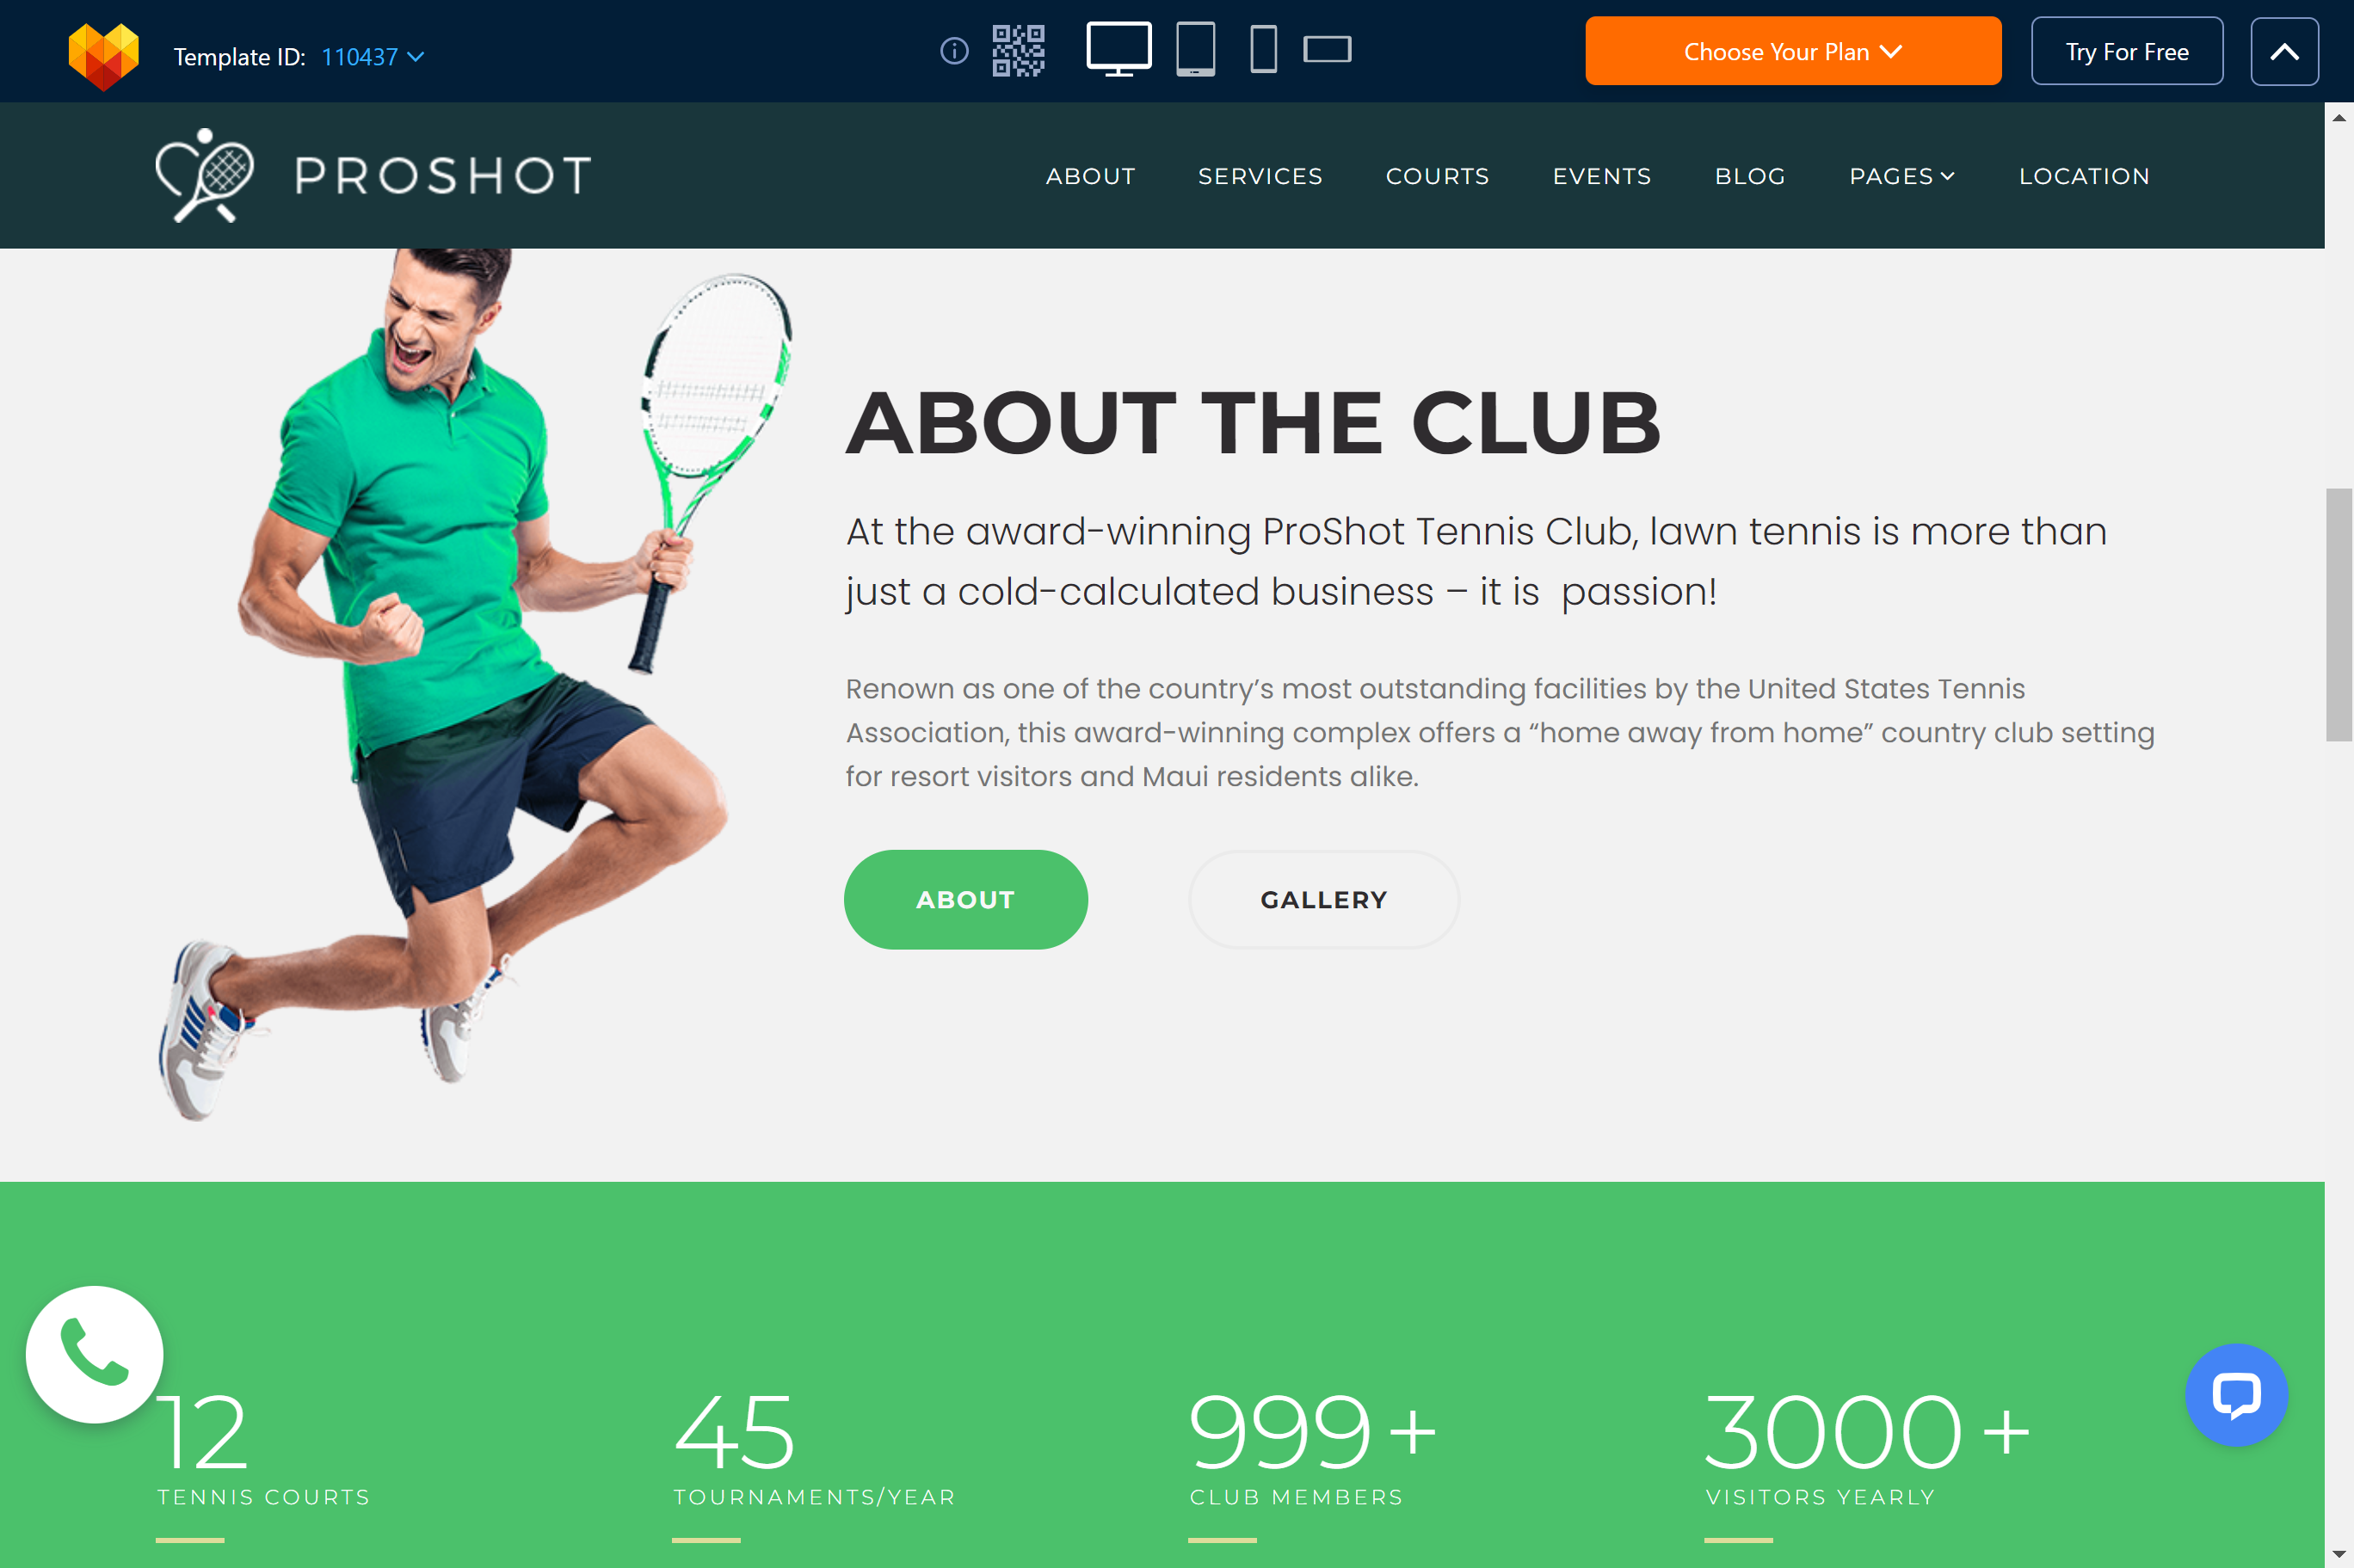 Template ID: 110437
Choose Your Plan
Try For Free
PROSHOT
ABOUT SERVICES COURTS EVENTS BLOG PAGES LOCATION
ABOUT THE CLUB
At the award-winning ProShot Tennis Club, lawn tennis is more than
just a cold-calculated business – it is  passion!
Renown as one of the country’s most outstanding facilities by the United States Tennis
Association, this award-winning complex offers a “home away from home” country club setting
for resort visitors and Maui residents alike.
ABOUT
GALLERY
12
TENNIS COURTS
45
TOURNAMENTS/YEAR
999 +
CLUB MEMBERS
3000 +
VISITORS YEARLY